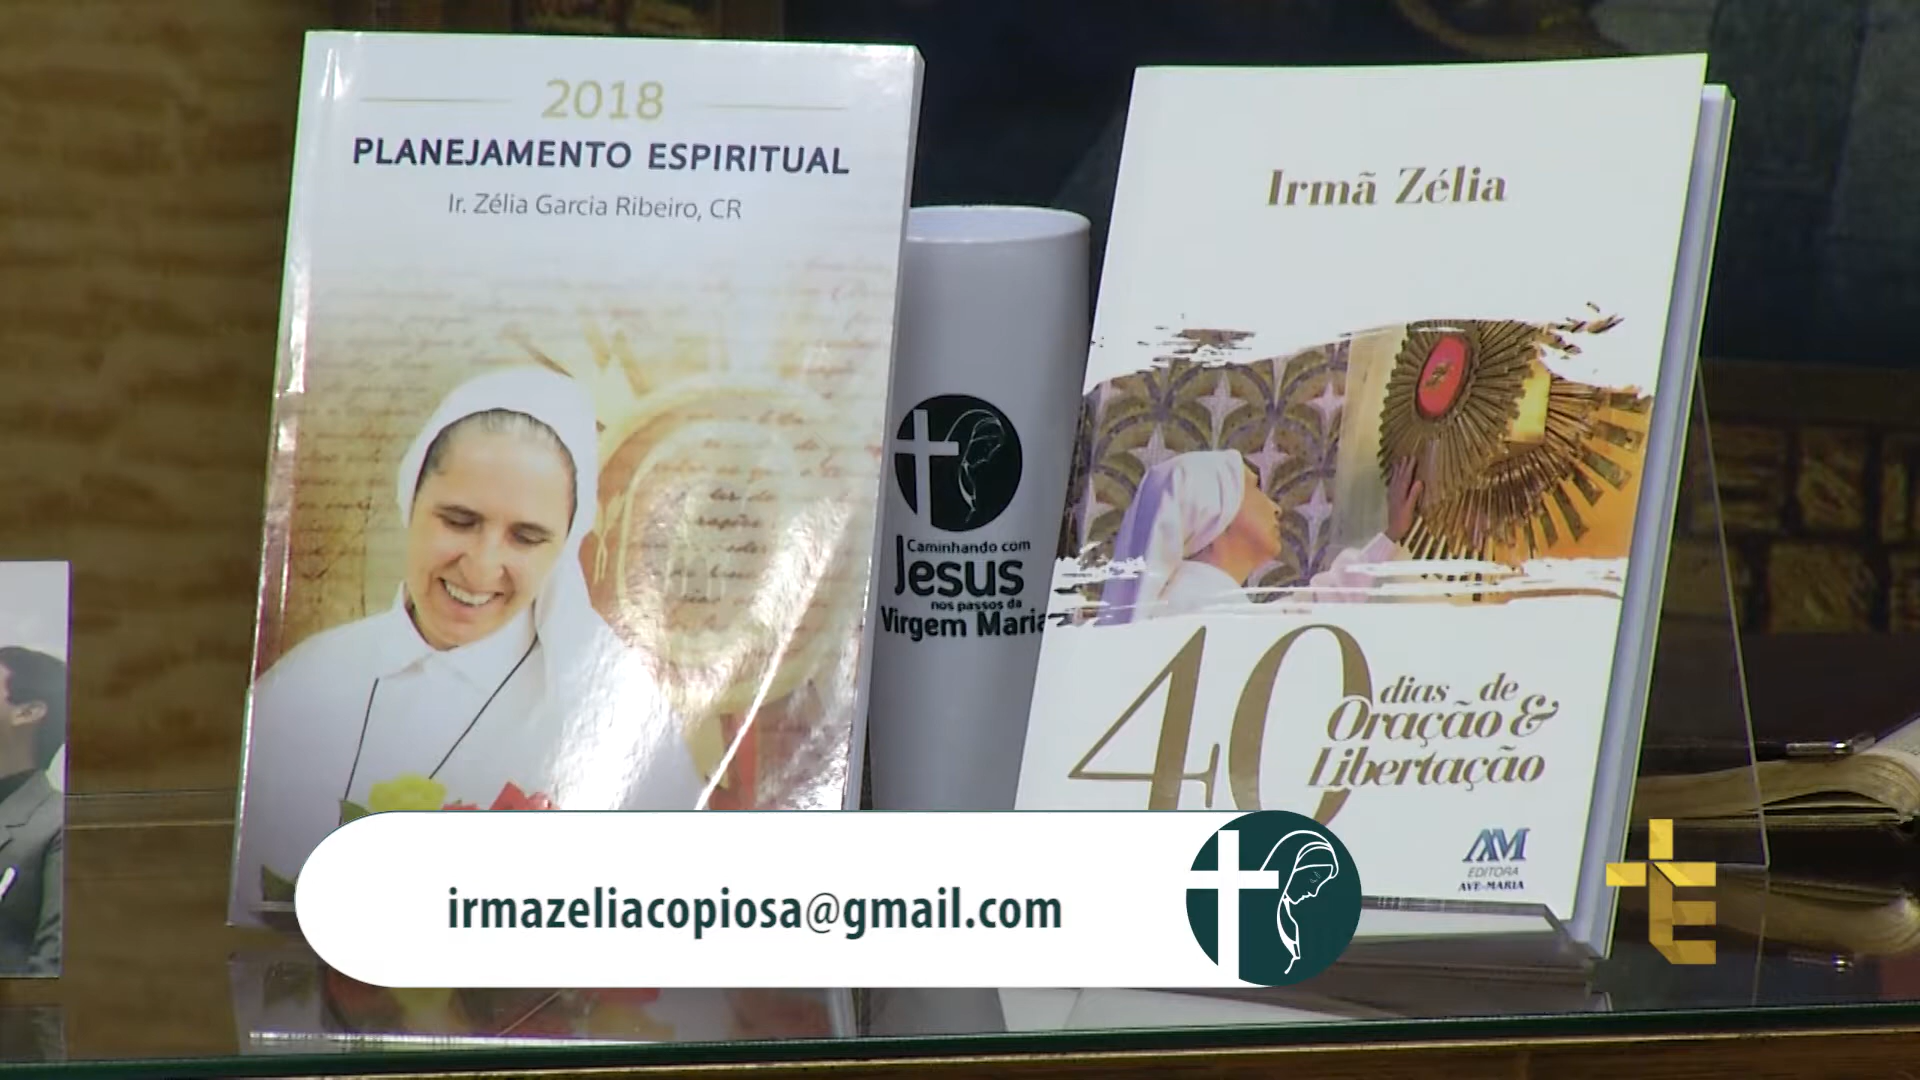 2018
PLANEJAMENTO ESPIRITUAL
Ir. Zélia Garcia Ribeiro, CR
Caminhando com
Jesus
nos passos da
Virgem Maria
Irmã Zélia
40 dias de
Oração &
Libertação
AM
EDITORA
AVE-MARIA
irmazeliacopiosa@gmail.com